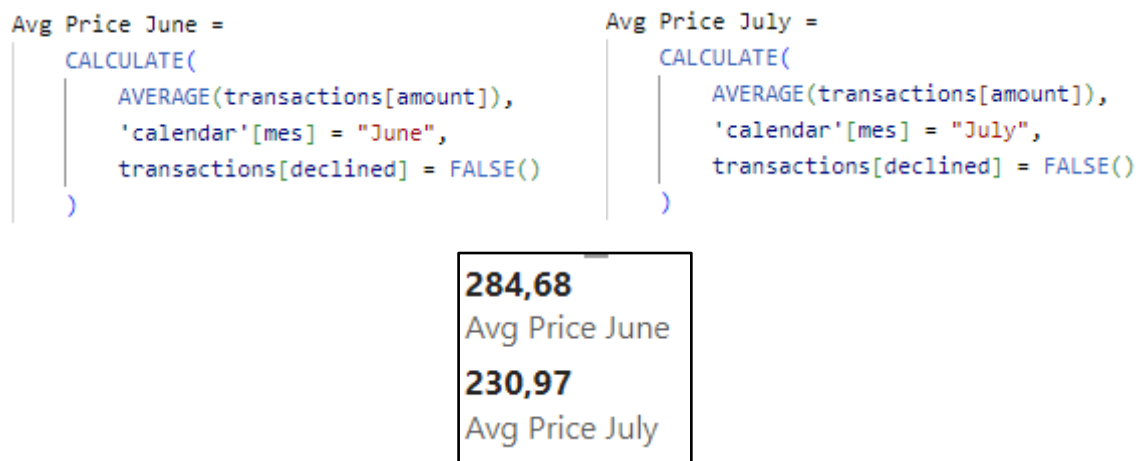 Avg Price June =
CALCULATE(
AVERAGE(transactions[amount]),
'calendar'[mes] = "June",
transactions[declined] = FALSE()
)
Avg Price July =
CALCULATE(
AVERAGE(transactions[amount]),
'calendar'[mes] = "July",
transactions[declined] = FALSE()
)
284,68
Avg Price June
230,97
Avg Price July